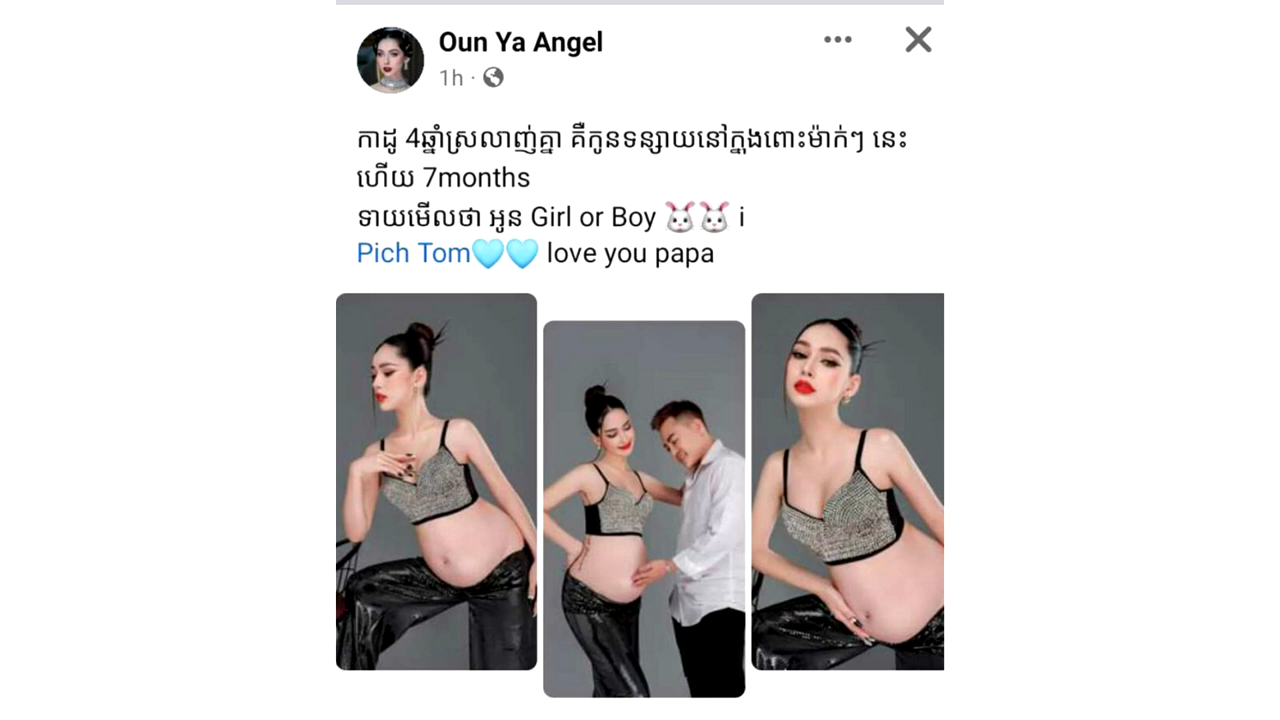 Oun Ya Angel
1h ·
កាដូ 4ឆ្នាំស្រលាញ់គ្នា គឺកូនទន្សាយនៅក្នុងពោះម៉ាក់ៗ នេះ
ហើយ 7months
ទាយមើលថា អូន Girl or Boy 🐰🐰 i
Pich Tom🩵🩵 love you papa